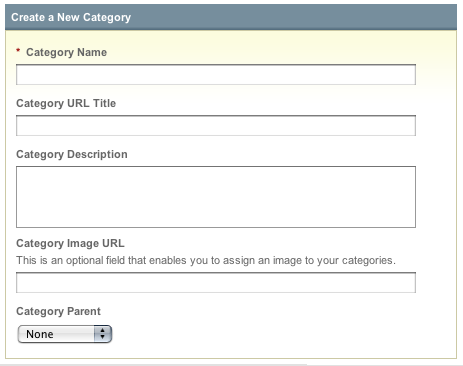 Create a New Category
* Category Name
Category URL Title
Category Description
Category Image URL
This is an optional field that enables you to assign an image to your categories.
Category Parent
None